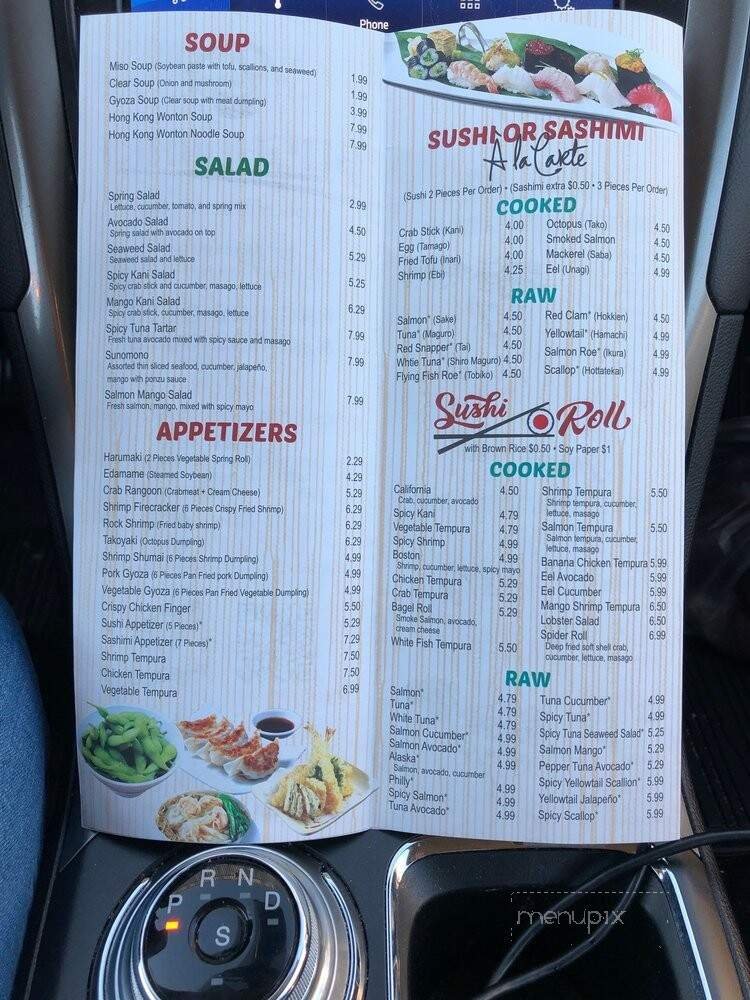 Phone
SOUP
Miso Soup (Soybean paste with tofu, scallions, and seaweed) 1.99
Clear Soup (Onion and mushroom) 1.99
Gyoza Soup (Clear soup with meat dumpling) 3.99
Hong Kong Wonton Soup 7.99
Hong Kong Wonton Noodle Soup 7.99
SALAD
Spring Salad 2.99
Lettuce, cucumber, tomato, and spring mix
Avocado Salad 4.50
Spring salad with avocado on top
Seaweed Salad 5.29
Seaweed salad and lettuce
Spicy Kani Salad 5.25
Spicy crab stick and cucumber, masago, lettuce
Mango Kani Salad 6.29
Spicy crab stick, cucumber, masago, lettuce
Spicy Tuna Tartar 7.99
Fresh tuna avocado mixed with spicy sauce and masago
Sunomono 7.99
Assorted thin sliced seafood, cucumber, jalapeño,
mango with ponzu sauce
Salmon Mango Salad 7.99
Fresh salmon, mango, mixed with spicy mayo
APPETIZERS
Harumaki (2 Pieces Vegetable Spring Roll) 2.29
Edamame (Steamed Soybean) 4.29
Crab Rangoon (Crabmeat + Cream Cheese) 5.29
Shrimp Firecracker (6 Pieces Crispy Fried Shrimp) 6.29
Rock Shrimp (Fried baby shrimp) 6.29
Takoyaki (Octopus Dumpling) 6.29
Shrimp Shumai (6 Pieces Shrimp Dumpling) 4.99
Pork Gyoza (6 Pieces Pan Fried pork Dumpling) 4.99
Vegetable Gyoza (6 Pieces Pan Fried Vegetable Dumpling) 4.99
Crispy Chicken Finger 5.50
Sushi Appetizer (5 Pieces)* 5.29
Sashimi Appetizer (7 Pieces)* 7.29
Shrimp Tempura 7.50
Chicken Tempura 7.50
Vegetable Tempura 6.99
SUSHI OR SASHIMI
À la Carte
(Sushi 2 Pieces Per Order) • (Sashimi extra $0.50 • 3 Pieces Per Order)
COOKED
Crab Stick (Kani) 4.00
Egg (Tamago) 4.00
Fried Tofu (Inari) 4.00
Shrimp (Ebi) 4.25
Octopus (Tako) 4.50
Smoked Salmon 4.50
Mackerel (Saba) 4.50
Eel (Unagi) 4.99
RAW
Salmon* (Sake) 4.50
Tuna* (Maguro) 4.50
Red Snapper* (Tai) 4.50
Whtie Tuna* (Shiro Maguro) 4.50
Flying Fish Roe* (Tobiko) 4.50
Red Clam* (Hokkien) 4.50
Yellowtail* (Hamachi) 4.99
Salmon Roe* (Ikura) 4.99
Scallop* (Hottatekai) 4.99
Sushi Roll
with Brown Rice $0.50 • Soy Paper $1
COOKED
California 4.50
Crab, cucumber, avocado
Spicy Kani 4.79
Vegetable Tempura 4.79
Spicy Shrimp 4.99
Boston 4.99
Shrimp, cucumber, lettuce, spicy mayo
Chicken Tempura 5.29
Crab Tempura 5.29
Bagel Roll 5.29
Smoke Salmon, avocado,
cream cheese
White Fish Tempura 5.50
Shrimp Tempura 5.50
Shrimp tempura, cucumber,
lettuce, masago
Salmon Tempura 5.50
Salmon tempura, cucumber,
lettuce, masago
Banana Chicken Tempura 5.99
Eel Avocado 5.99
Eel Cucumber 5.99
Mango Shrimp Tempura 6.50
Lobster Salad 6.50
Spider Roll 6.99
Deep fried soft shell crab,
cucumber, lettuce, masago
RAW
Salmon* 4.79
Tuna* 4.79
White Tuna* 4.79
Salmon Cucumber* 4.99
Salmon Avocado* 4.99
Alaska* 4.99
Salmon, avocado, cucumber
Philly* 4.99
Spicy Salmon* 4.99
Tuna Avocado* 4.99
Tuna Cucumber* 4.99
Spicy Tuna* 4.99
Spicy Tuna Seaweed Salad* 5.25
Salmon Mango* 5.29
Pepper Tuna Avocado* 5.29
Spicy Yellowtail Scallion* 5.99
Yellowtail Jalapeño* 5.99
Spicy Scallop* 5.99
P R N D
S
menupix